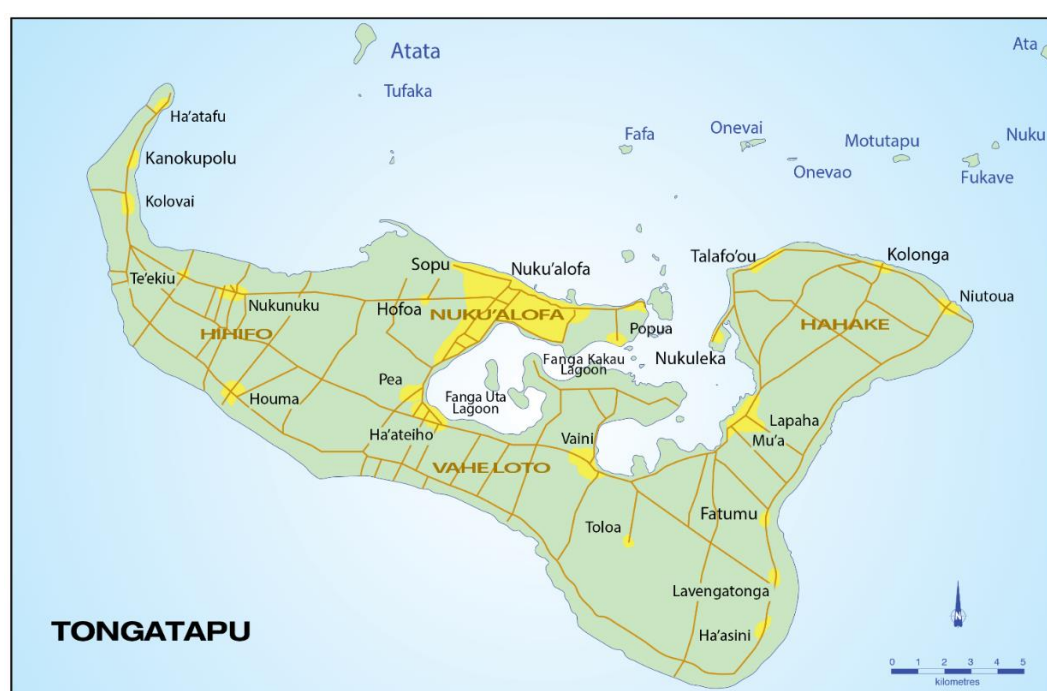 Atata
Ata
Tufaka
Ha'atafu
Fafa
Onevai
Motutapu
Nuku
Kanokupolu
Onevao
Fukave
Kolovai
Talafo'ou
Kolonga
Sopu
Nuku'alofa
Te'ekiu
Nukunuku
Hofoa
NUKU'ALOFA
Niutoua
HIHIFO
Popua
HAHAKE
Nukuleka
Fanga Kakau
Lagoon
Pea
Fanga Uta
Lagoon
Houma
Lapaha
Ha'ateiho
Vaini
Mu'a
VAHE LOTO
Fatumu
Toloa
Lavengatonga
TONGATAPU
Ha'asini
N
0 1 2 3 4 5
kilometres